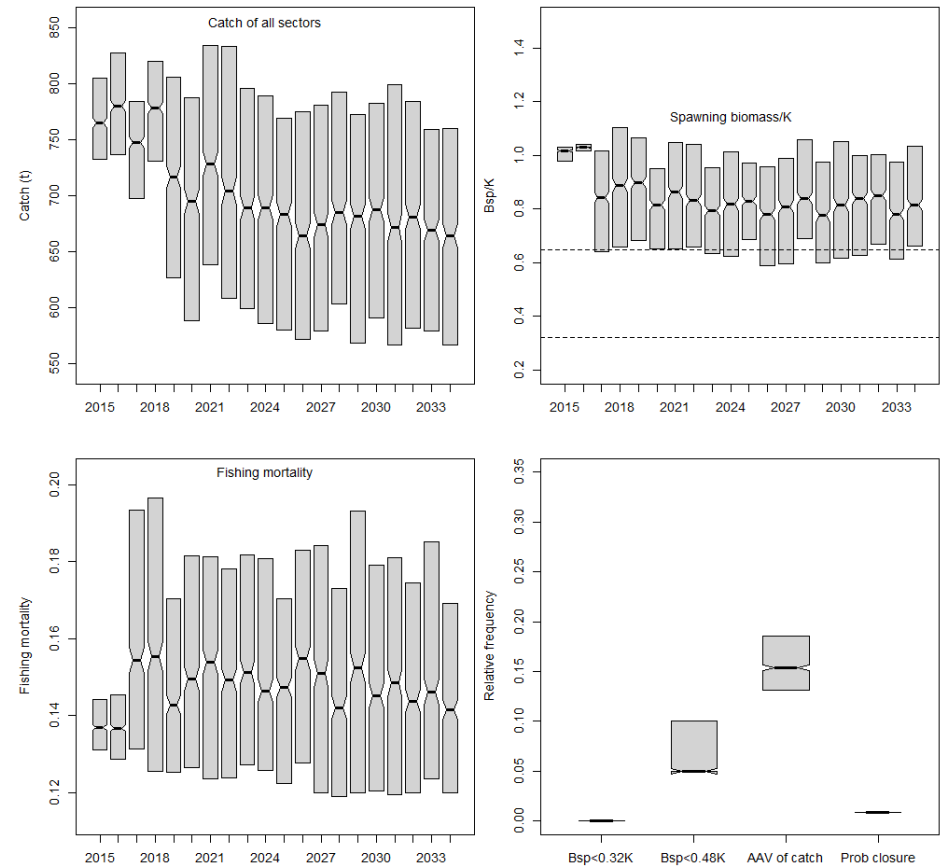 Catch of all sectors
Catch (t)
850
800
750
700
650
600
550
2015 2018 2021 2024 2027 2030 2033
Spawning biomass/K
Bsp/K
1.4
1.2
1.0
0.8
0.6
0.4
0.2
2015 2018 2021 2024 2027 2030 2033
Fishing mortality
Fishing mortality
0.20
0.18
0.16
0.14
0.12
2015 2018 2021 2024 2027 2030 2033
Relative frequency
0.35
0.30
0.25
0.20
0.15
0.10
0.05
0.00
Bsp<0.32K Bsp<0.48K AAV of catch Prob closure